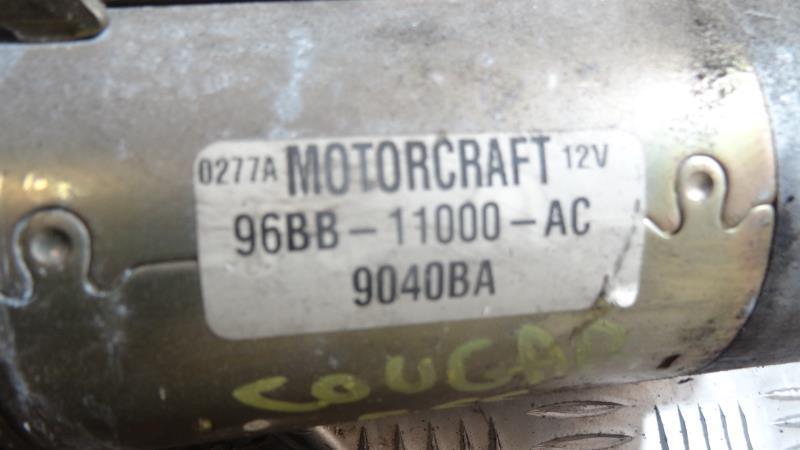 0277A MOTORCRAFT 12V
96BB-11000-AC
9040BA
COUGAR